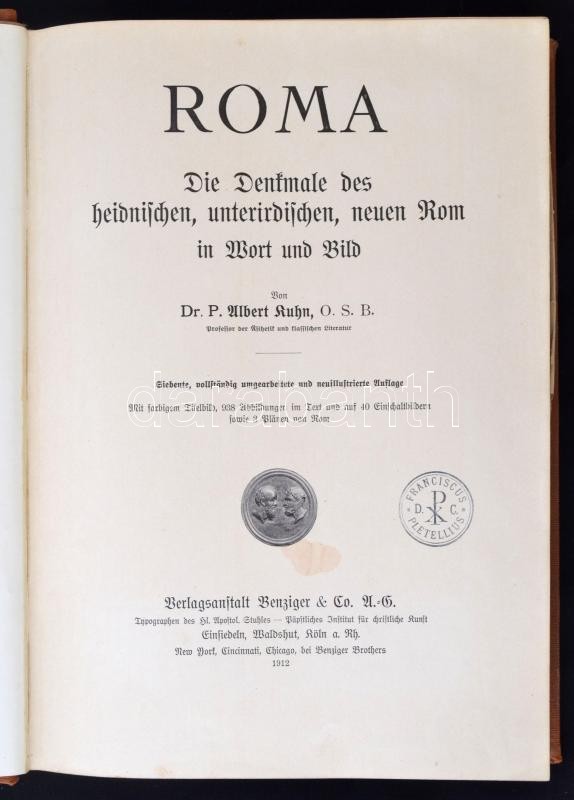 ROMA
Die Denkmale des
heidnischen, unterirdischen, neuen Rom
in Wort und Bild
Von
Dr. P. Albert Kuhn, O. S. B.
Professor der Ästhetik und klassischen Literatur
Siebente, vollständig umgearbeitete und neuillustrierte Auflage
Mit farbigem Titelbild, 938 Abbildungen im Text und auf 40 Einschaltbildern
sowie 3 Plänen von Rom
darabanth
FRANCISCUS
D. C.
PLETELLIUS
Verlagsanstalt Benziger & Co. A.-G.
Typographen des Hl. Apostol. Stuhles — Päpstliches Institut für christliche Kunst
Einsiedeln, Waldshut, Köln a. Rh.
New York, Cincinnati, Chicago, bei Benziger Brothers
1912